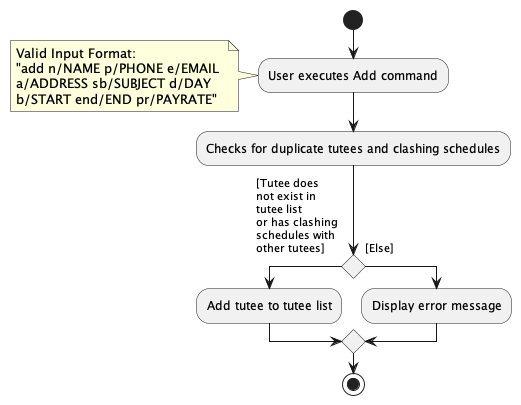 Valid Input Format:
"add n/NAME p/PHONE e/EMAIL
a/ADDRESS sb/SUBJECT d/DAY
b/START end/END pr/PAYRATE"
User executes Add command
Checks for duplicate tutees and clashing schedules
[Tutee does
not exist in
tutee list
or has clashing
schedules with
other tutees]
[Else]
Add tutee to tutee list
Display error message